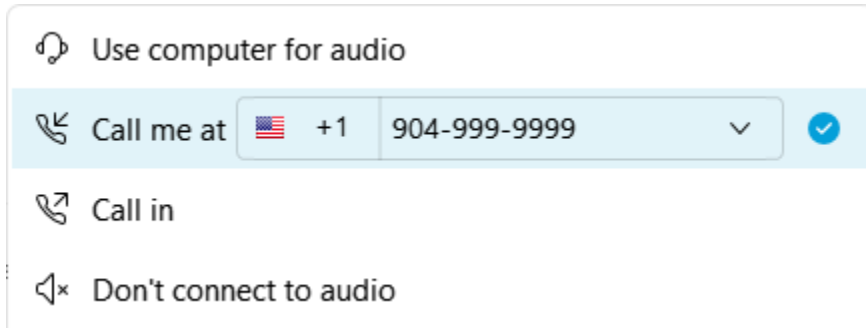 Use computer for audio
Call me at +1 904-999-9999
Call in
Don't connect to audio